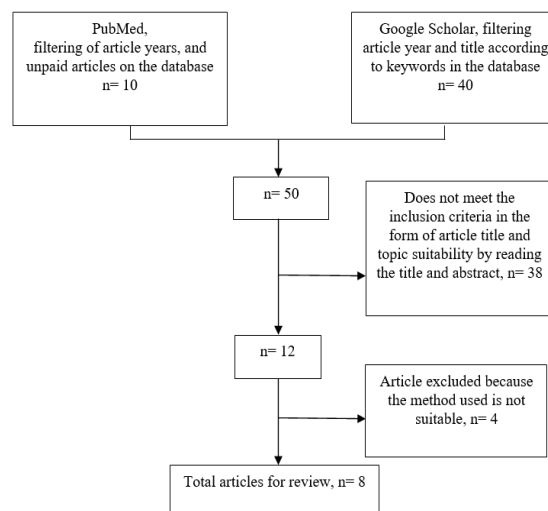 PubMed,
filtering of article years, and
unpaid articles on the database
n= 10
Google Scholar, filtering
article year and title according
to keywords in the database
n= 40
n= 50
Does not meet the
inclusion criteria in the
form of article title and
topic suitability by reading
the title and abstract, n= 38
n= 12
Article excluded because
the method used is not
suitable, n= 4
Total articles for review, n= 8